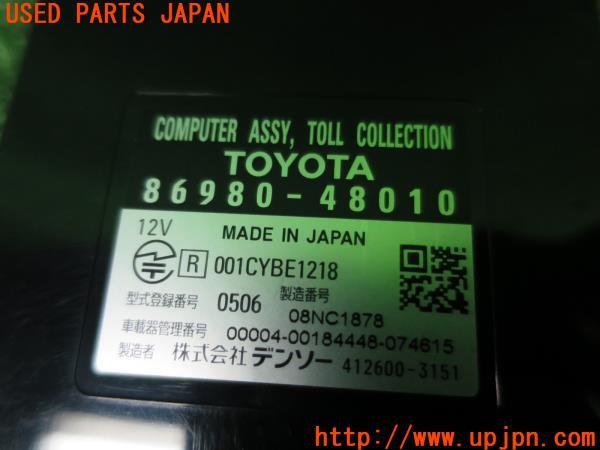 USED PARTS JAPAN
COMPUTER ASSY, TOLL COLLECTION
TOYOTA
86980-48010
12V MADE IN JAPAN
R 001CYBE1218
型式登録番号 0506 製造番号 08NC1878
車載器管理番号 00004-00184448-074615
製造者 株式会社デンソー 412600-3151
http://www.upjpn.com